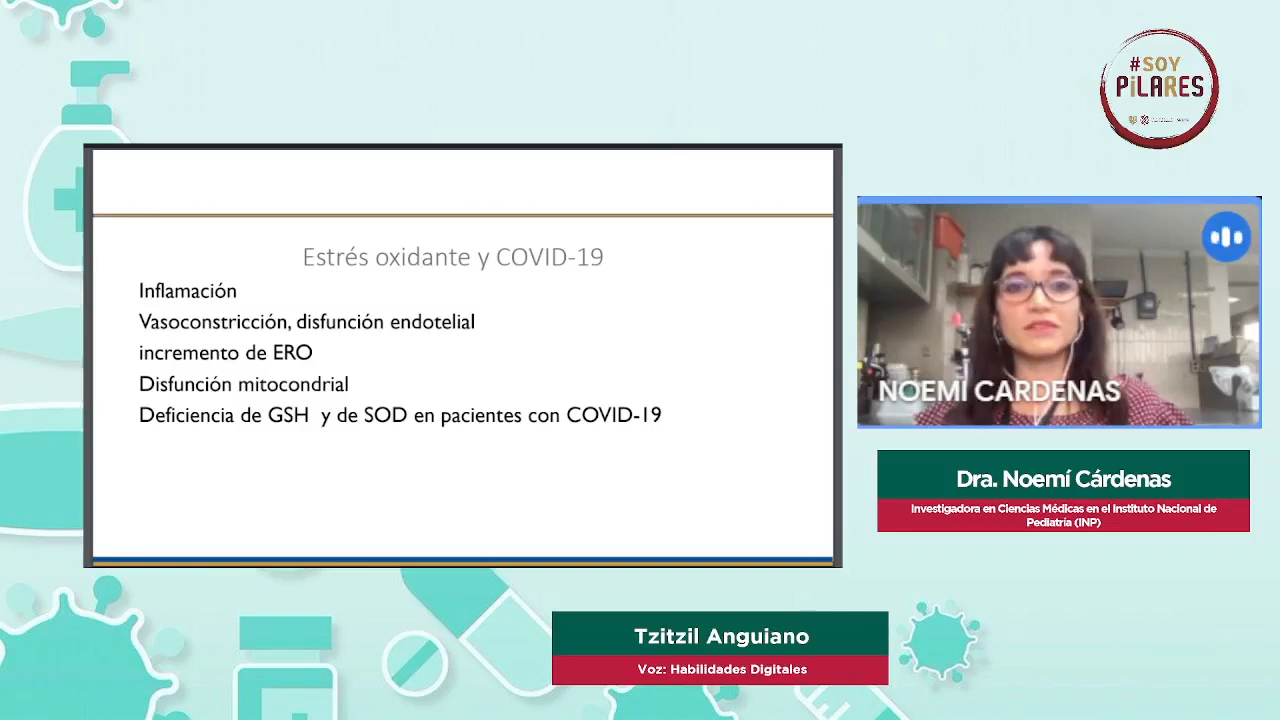 #SOY
PiLARES
Estrés oxidante y COVID-19
Inflamación
Vasoconstricción, disfunción endotelial
incremento de ERO
Disfunción mitocondrial
Deficiencia de GSH y de SOD en pacientes con COVID-19
NOEMI CARDENAS
Dra. Noemí Cárdenas
Investigadora en Ciencias Médicas en el Instituto Nacional de
Pediatría (INP)
Tzitzil Anguiano
Voz: Habilidades Digitales